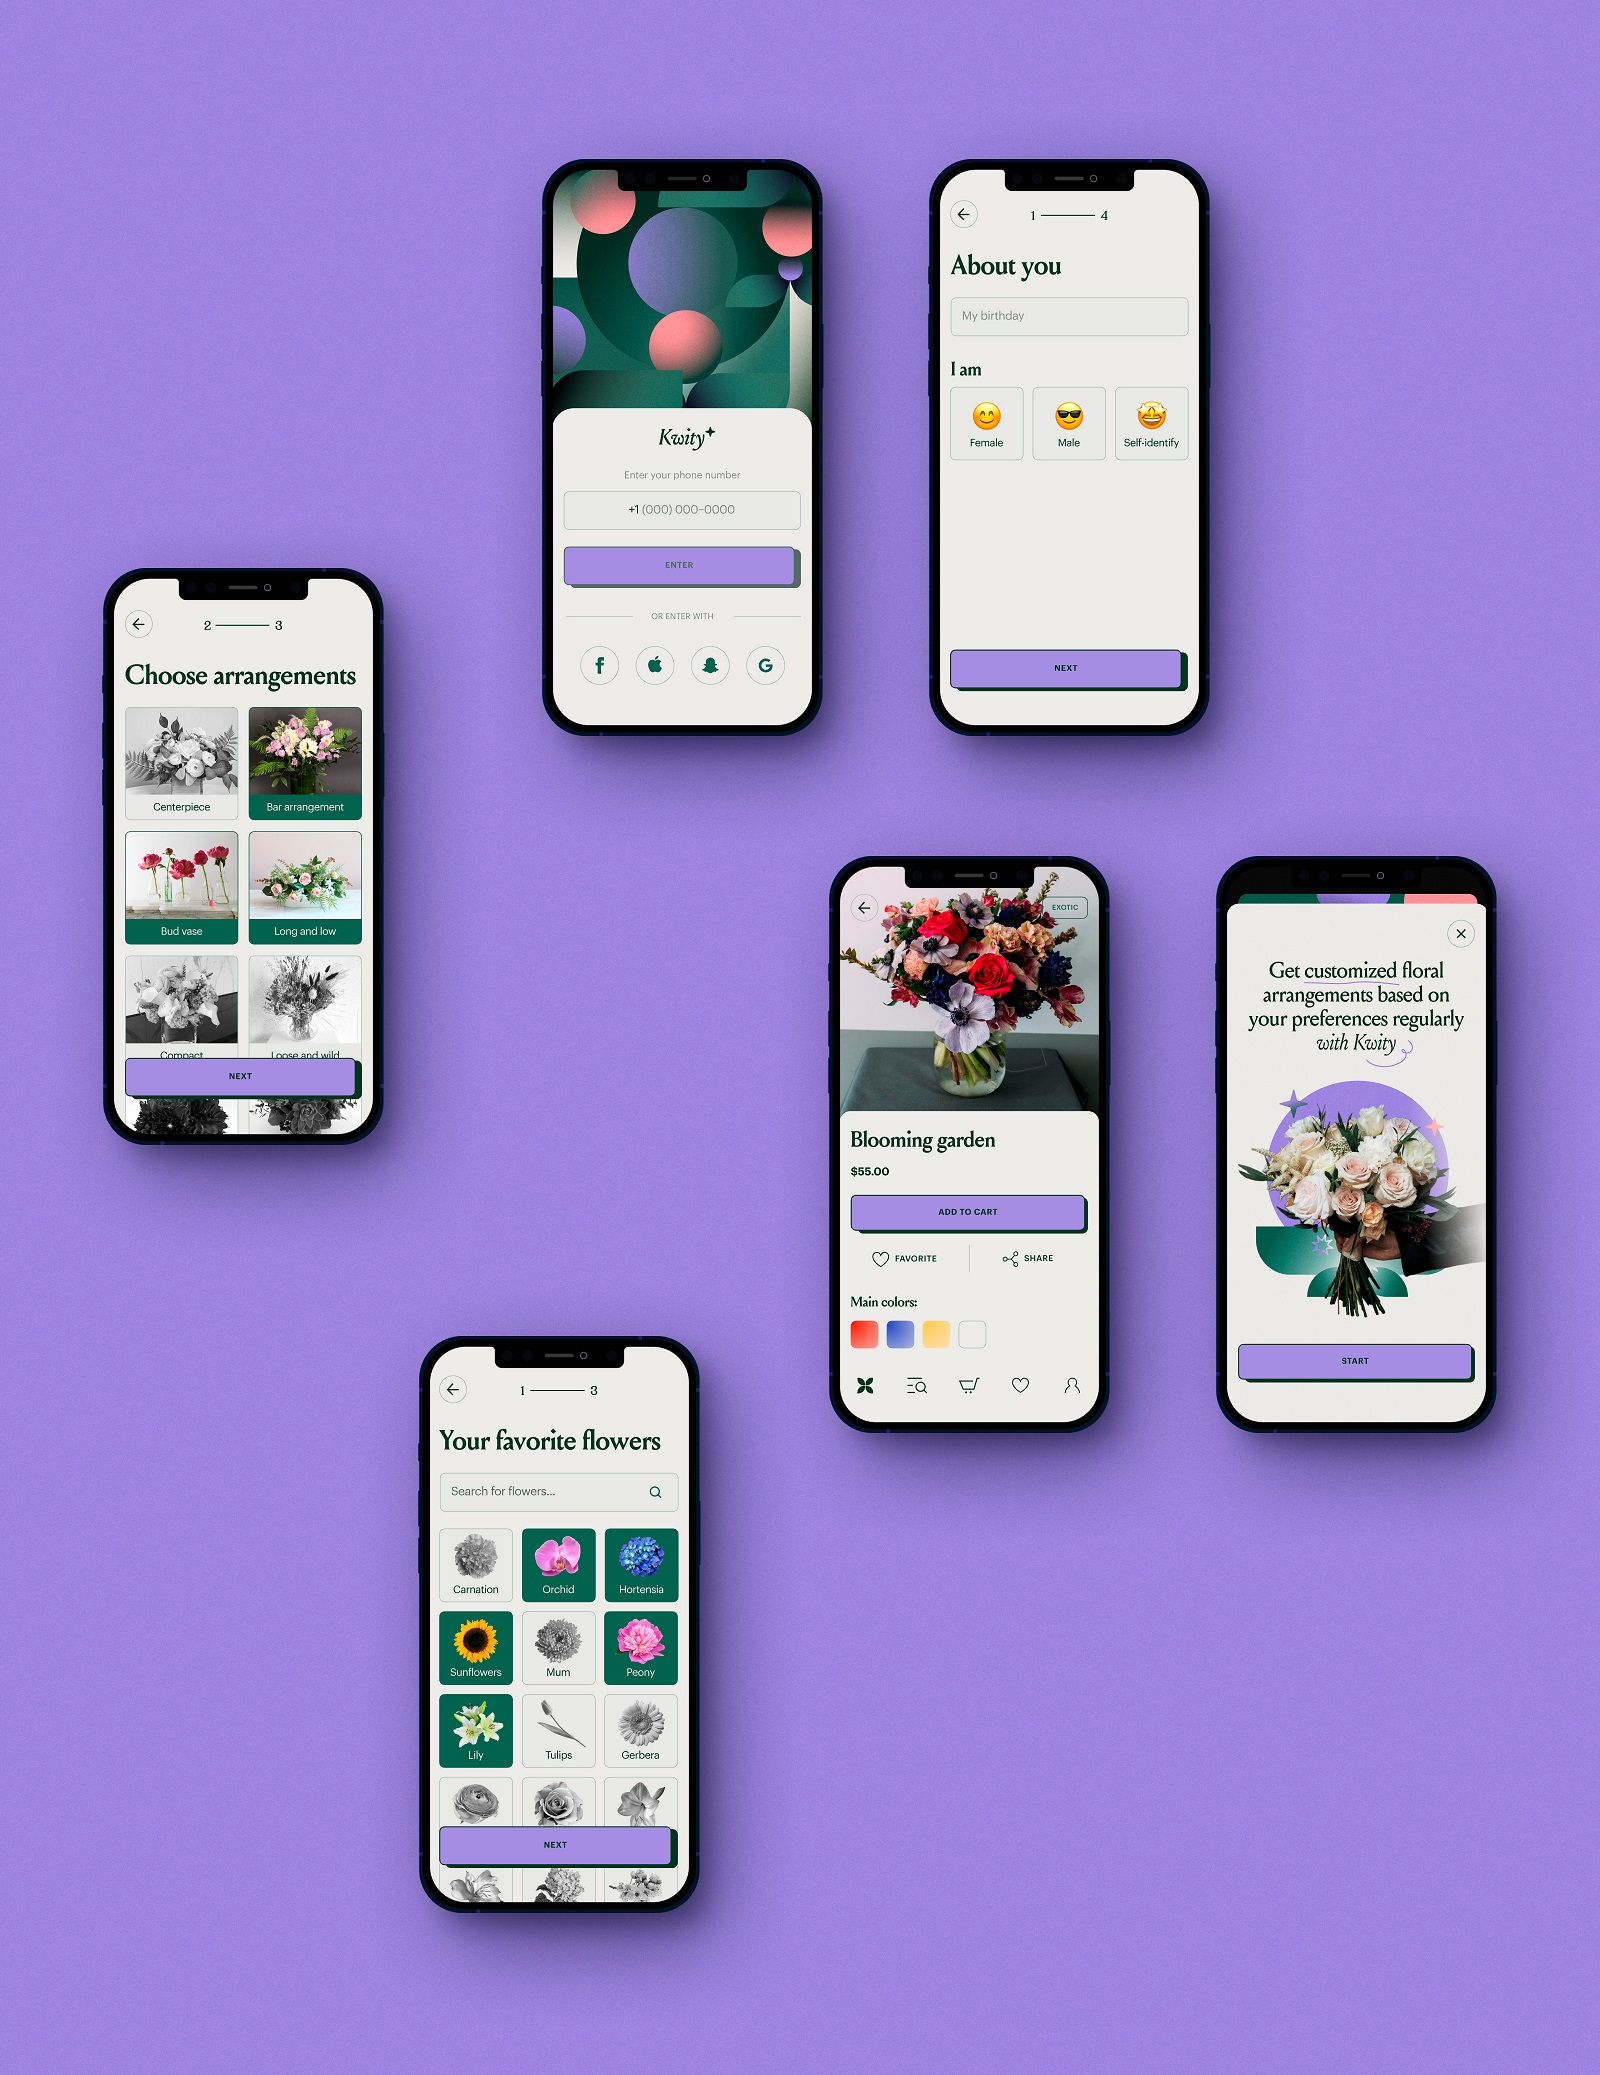 Kwity
Enter your phone number
+1 (000) 000-0000
ENTER
OR ENTER WITH
G
1 4
About you
My birthday
I am
Female Male Self-identify
NEXT
2 3
Choose arrangements
Centerpiece Bar arrangement
Bud vase Long and low
Compact Loose and wild
NEXT
EXOTIC
Blooming garden
$55.00
ADD TO CART
FAVORITE SHARE
Main colors:
Get customized floral
arrangements based on
your preferences regularly
with Kwity
START
1 3
Your favorite flowers
Search for flowers...
Carnation Orchid Hortensia
Sunflowers Mum Peony
Lily Tulips Gerbera
NEXT